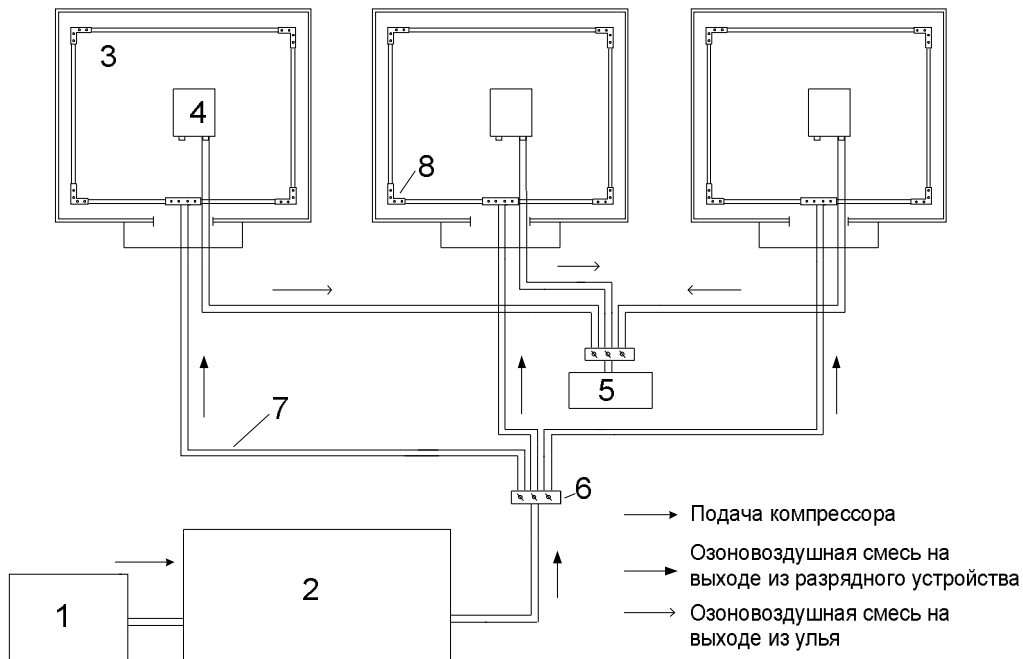 3
4
8
5
7
6
1
2
Подача компрессора
Озоновоздушная смесь на
выходе из разрядного устройства
Озоновоздушная смесь на
выходе из улья